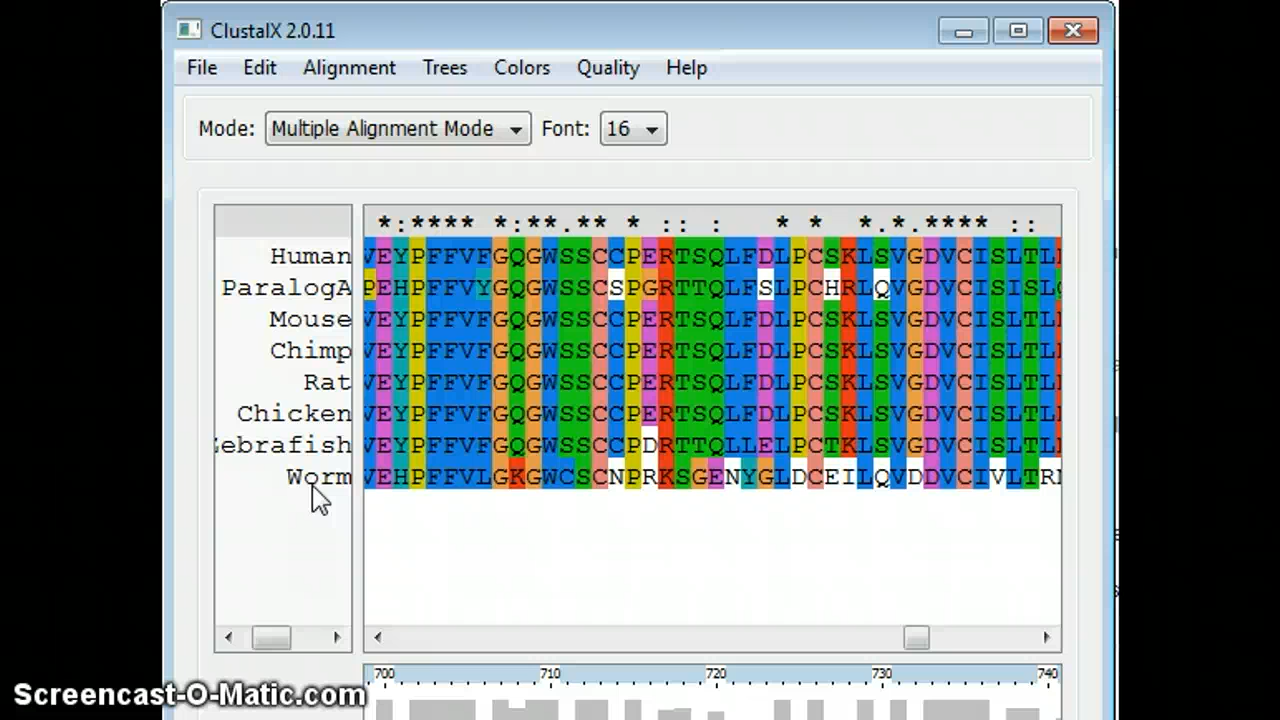 ClustalX 2.0.11
File Edit Alignment Trees Colors Quality Help
Mode: Multiple Alignment Mode Font: 16
*:**** *:**.** * :: : * * *.*.**** ::
Human VEYPFFVFGQGWSSCCPERTSQLFDLPCSKLSVGDVCISLTL
ParalogA PEHPFFVYGQGWSSCSPGRTTQLFSLPCHRLQVGDVCISISL
Mouse VEYPFFVFGQGWSSCCPERTSQLFDLPCSKLSVGDVCISLTL
Chimp VEYPFFVFGQGWSSCCPERTSQLFDLPCSKLSVGDVCISLTL
Rat VEYPFFVFGQGWSSCCPERTSQLFDLPCSKLSVGDVCISLTL
Chicken VEYPFFVFGQGWSSCCPERTSQLFDLPCSKLSVGDVCISLTL
ebrafish VEYPFFVFGQGWSSCCPDRTTQLLELPCTKLSVGDVCISLTL
Worm VEHPFFVLGKGWCSCNPRKSGENYGLDCEILQVDDVCIVLTR
700 710 720 730 740
Screencast-O-Matic.com